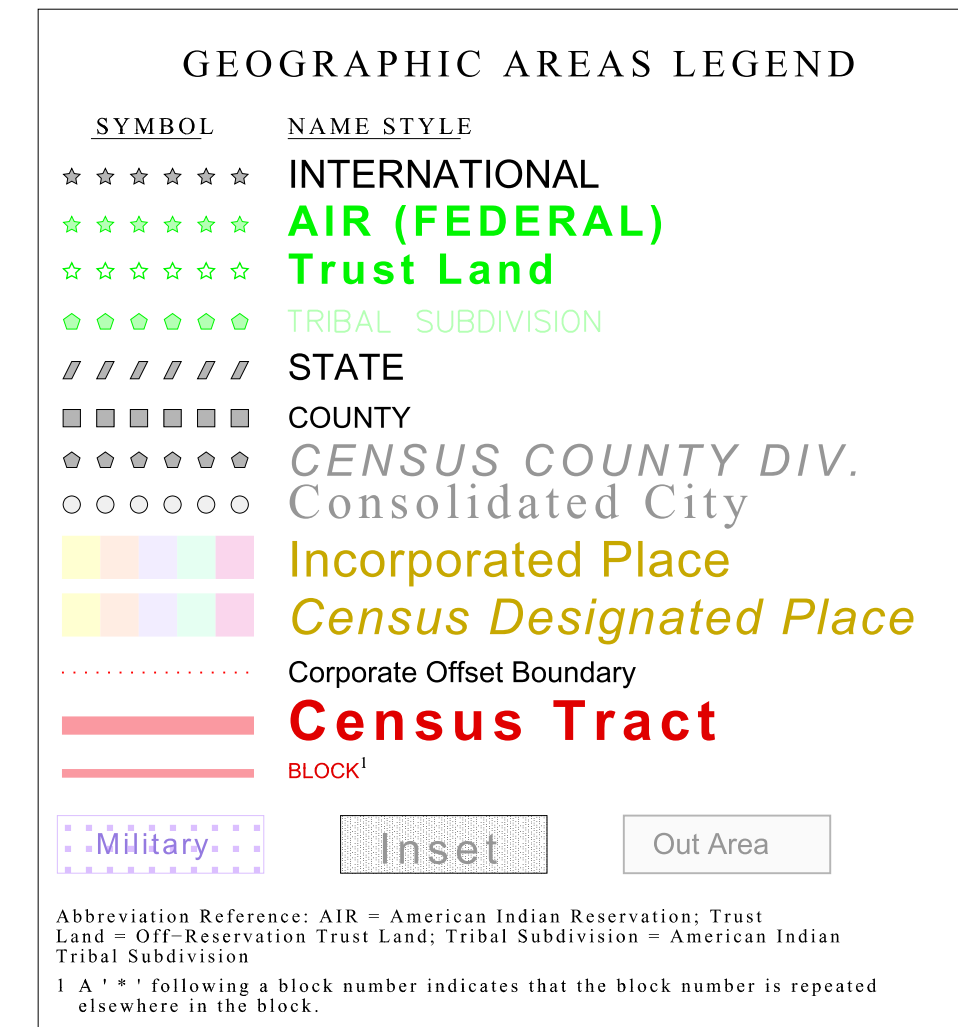 GEOGRAPHIC AREAS LEGEND
SYMBOL NAME STYLE
INTERNATIONAL
AIR (FEDERAL)
Trust Land
TRIBAL SUBDIVISION
STATE
COUNTY
CENSUS COUNTY DIV.
Consolidated City
Incorporated Place
Census Designated Place
Corporate Offset Boundary
Census Tract
BLOCK¹
Military Inset Out Area
Abbreviation Reference: AIR = American Indian Reservation; Trust
Land = Off−Reservation Trust Land; Tribal Subdivision = American Indian
Tribal Subdivision
1 A ' * ' following a block number indicates that the block number is repeated
elsewhere in the block.